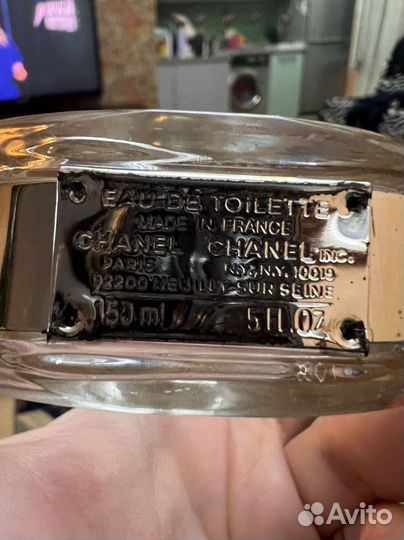 EAU DE TOILETTE
MADE IN FRANCE
CHANEL CHANEL INC.
PARIS N.Y., N.Y. 10019
92200 NEUILLY SUR SEINE
150 ml 5 fl. OZ
Avito